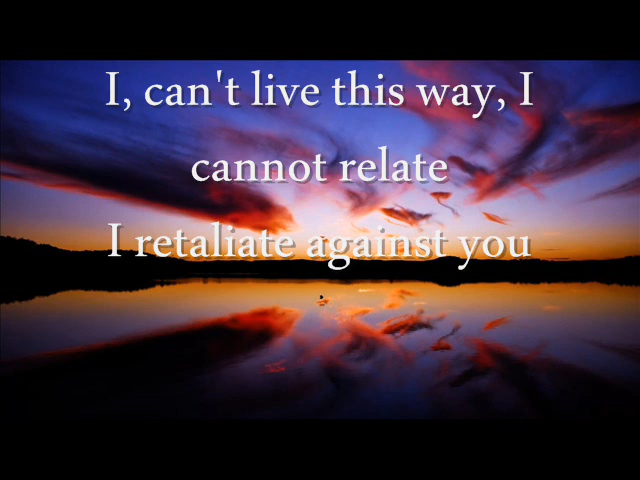 I, can't live this way, I
cannot relate
I retaliate against you